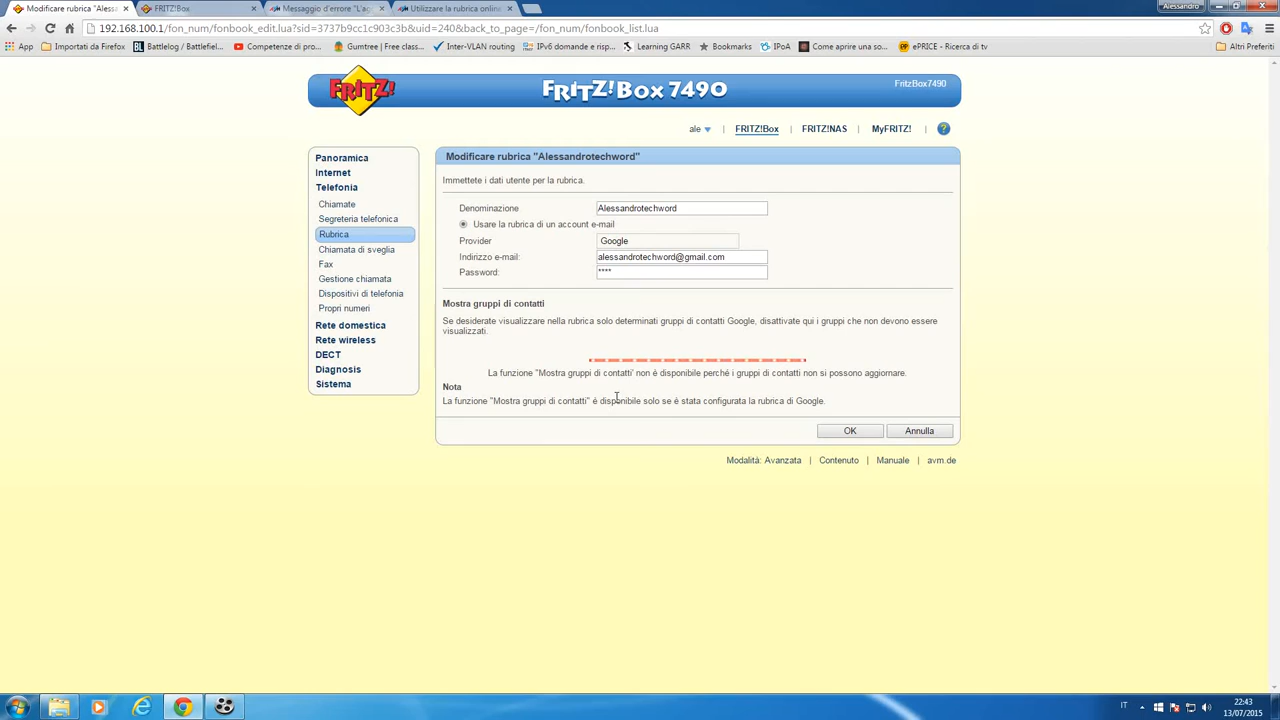 Modificare rubrica "Alessa
FRITZ!Box
Messaggio d'errore "L'ag
Utilizzare la rubrica online
Alessandro
192.168.100.1/fon_num/fonbook_edit.lua?sid=3737b9cc1c903c3b&uid=240&back_to_page=/fon_num/fonbook_list.lua
App
Importati da Firefox
Battlelog / Battlefiel...
Competenze di pro...
Gumtree | Free class...
Inter-VLAN routing
IPv6 domande e risp...
Learning GARR
Bookmarks
IPoA
Come aprire una so...
ePRICE - Ricerca di tv
Altri Preferiti
FRITZ!
FRITZ!Box 7490
FritzBox7490
ale
FRITZ!Box
FRITZ!NAS
MyFRITZ!
Panoramica
Internet
Telefonia
Chiamate
Segreteria telefonica
Rubrica
Chiamata di sveglia
Fax
Gestione chiamata
Dispositivi di telefonia
Propri numeri
Rete domestica
Rete wireless
DECT
Diagnosis
Sistema
Modificare rubrica "Alessandrotechword"
Immettete i dati utente per la rubrica.
Denominazione Alessandrotechword
Usare la rubrica di un account e-mail
Provider Google
Indirizzo e-mail: alessandrotechword@gmail.com
Password: ****
Mostra gruppi di contatti
Se desiderate visualizzare nella rubrica solo determinati gruppi di contatti Google, disattivate qui i gruppi che non devono essere
visualizzati.
La funzione "Mostra gruppi di contatti' non é disponibile perché i gruppi di contatti non si possono aggiornare.
Nota
La funzione "Mostra gruppi di contatti" é disponibile solo se è stata configurata la rubrica di Google.
OK
Annulla
Modalità: Avanzata | Contenuto | Manuale | avm.de
IT
22:43
13/07/2015